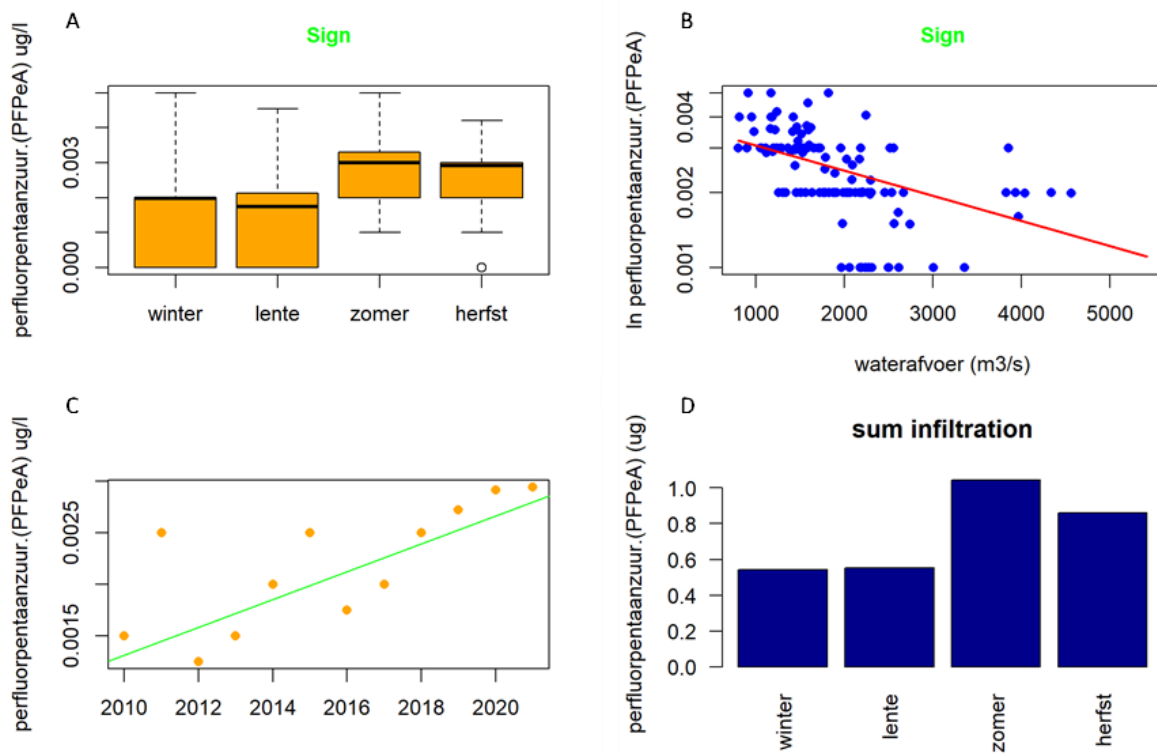 A
Sign
perfluorpentaanzuur.(PFPeA) ug/l
0.003
0.000
winter lente zomer herfst
B
Sign
ln perfluorpentaanzuur.(PFPeA)
0.004
0.002
0.001
1000 2000 3000 4000 5000
waterafvoer (m3/s)
C
perfluorpentaanzuur.(PFPeA) ug/l
0.0025
0.0015
2010 2012 2014 2016 2018 2020
D
sum infiltration
perfluorpentaanzuur.(PFPeA) (ug)
1.0
0.8
0.6
0.4
0.2
0.0
winter lente zomer herfst